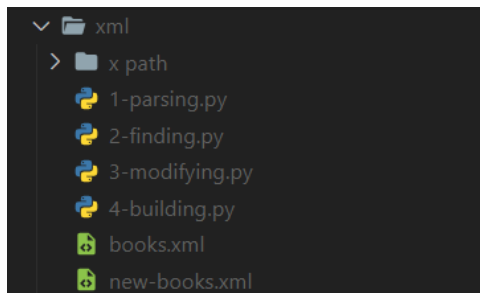 xml
x path
1-parsing.py
2-finding.py
3-modifying.py
4-building.py
books.xml
new-books.xml